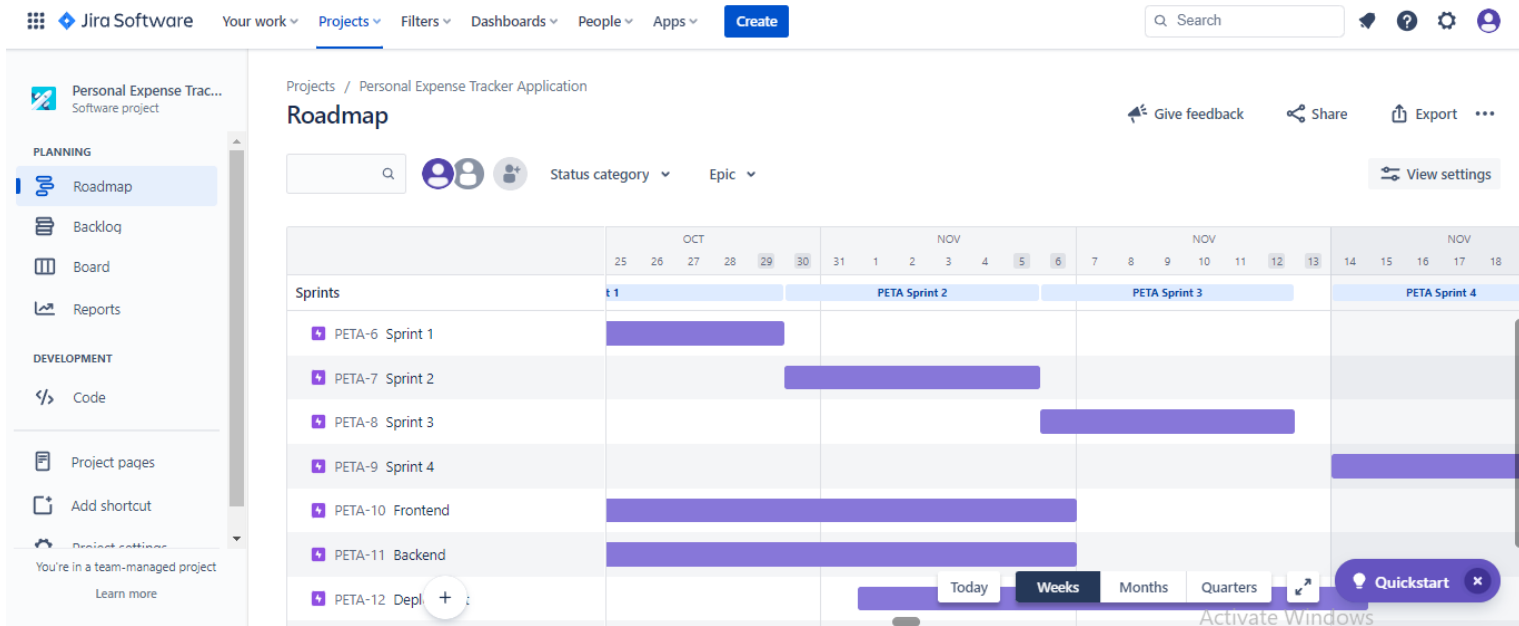 Jira Software Your work Projects Filters Dashboards People Apps Create Search
Personal Expense Trac...
Software project
PLANNING
Roadmap
Backlog
Board
Reports
DEVELOPMENT
Code
Project pages
Add shortcut
Project settings
You're in a team-managed project
Learn more
Projects / Personal Expense Tracker Application
Roadmap
Give feedback Share Export
Status category Epic View settings
OCT NOV NOV NOV
25 26 27 28 29 30 31 1 2 3 4 5 6 7 8 9 10 11 12 13 14 15 16 17 18
Sprints t 1 PETA Sprint 2 PETA Sprint 3 PETA Sprint 4
PETA-6 Sprint 1
PETA-7 Sprint 2
PETA-8 Sprint 3
PETA-9 Sprint 4
PETA-10 Frontend
PETA-11 Backend
PETA-12 Depl t
Today Weeks Months Quarters Quickstart
Activate Windows